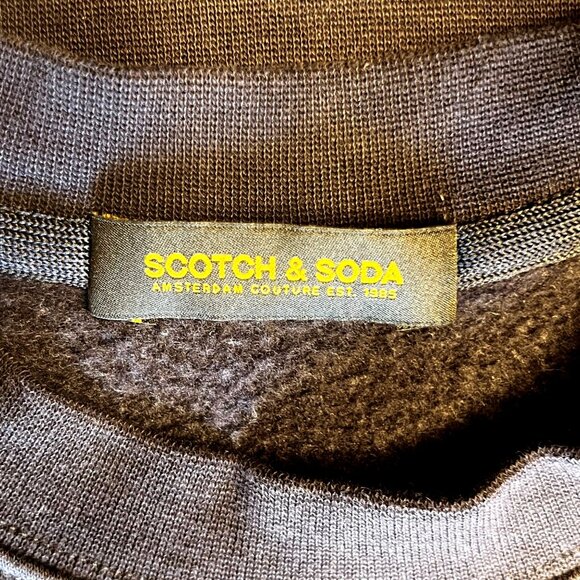 SCOTCH & SODA
AMSTERDAM COUTURE EST. 1985